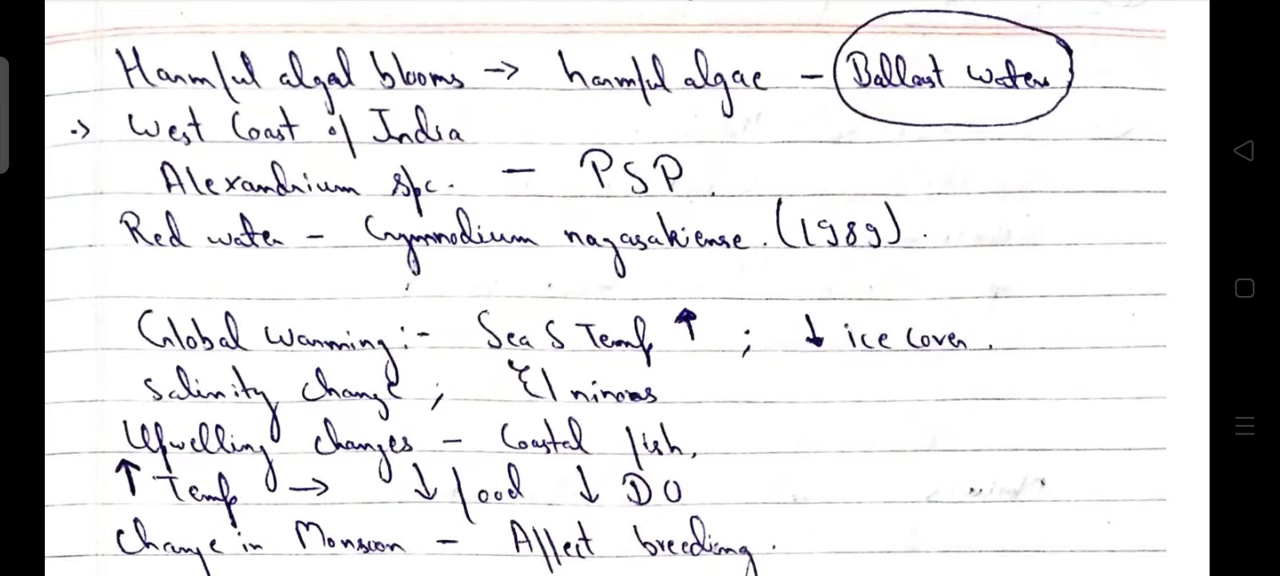 Harmful algal blooms → harmful algae - Ballast waters
.> West Coast of India
Alexandrium spc. - PSP.
Red water - Gymnodium nagasakiense. (1989).
Global Warming:- Sea S Temp ↑ ; ↓ ice cover.
Salinity change ; El ninoes
Upwelling changes - Coastal fish,
↑ Temp → ↓ food ↓ DO
Change in Monsoon - Affect breeding.